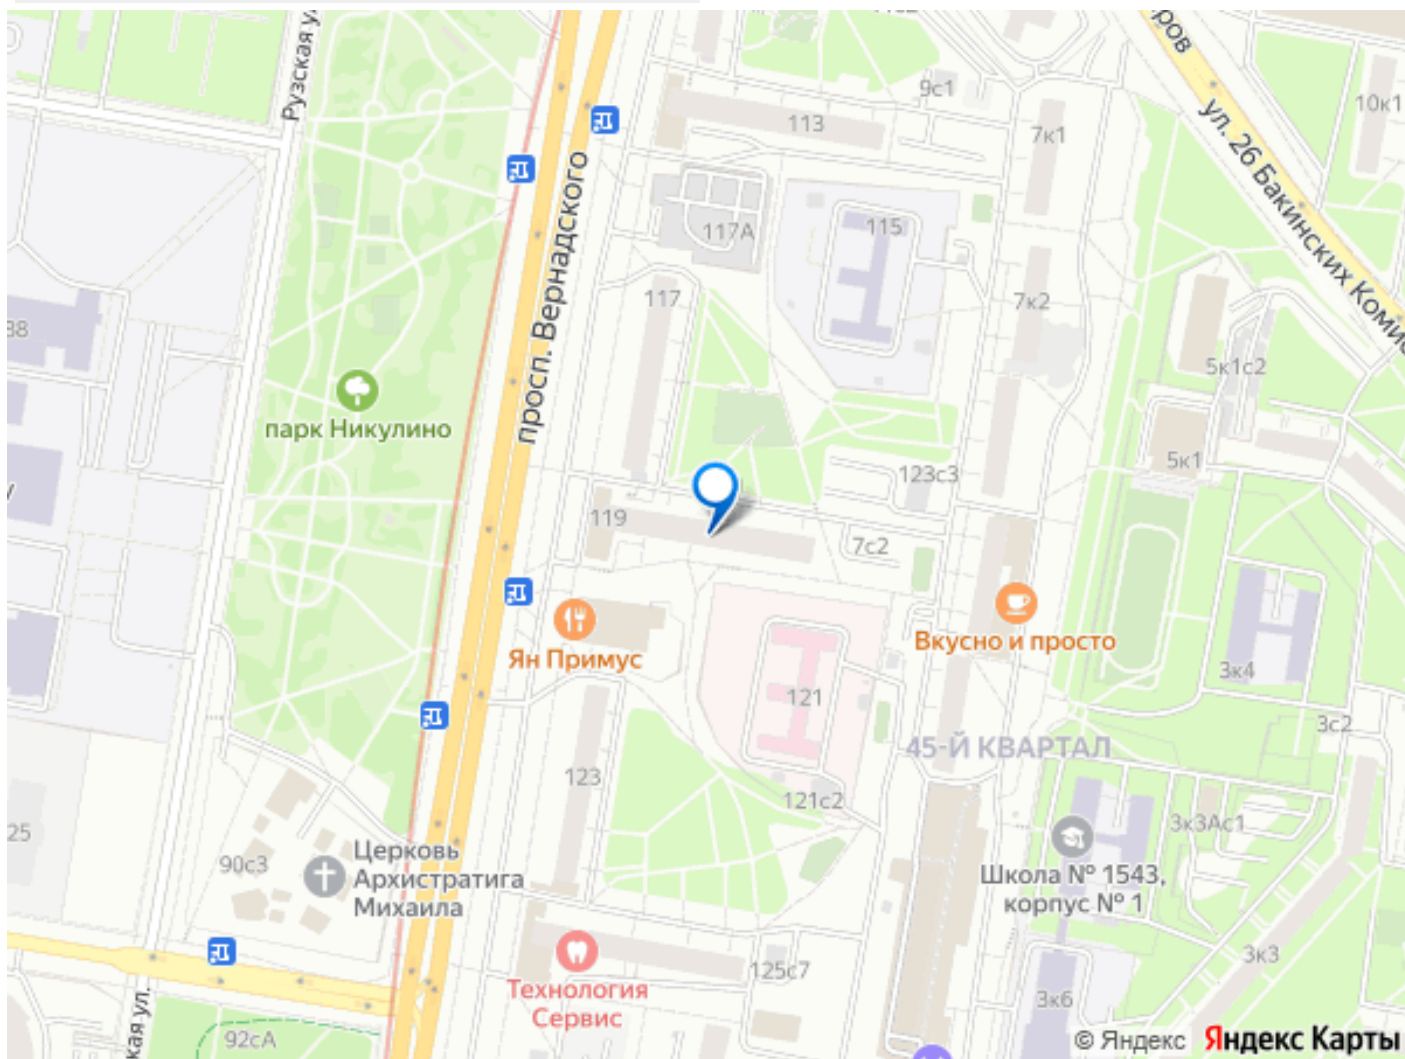 Рузская у
9с1
10к1
113
7к1
ул. 26 Бакинских Коми
115
117А
просп. Вернадского
117
7к2
38
5к1с2
парк Никулино
5к1
123с3
119
7с2
Вкусно и просто
Ян Примус
3к4
121
3с2
45-Й КВАРТАЛ
123
121с2
25
3к3Ас1
90с3
Церковь
Архистратига
Михаила
Школа № 1543,
корпус № 1
3к3
125с7
Технология
Сервис
3к6
кая ул.
92сА
© Яндекс Яндекс Карты